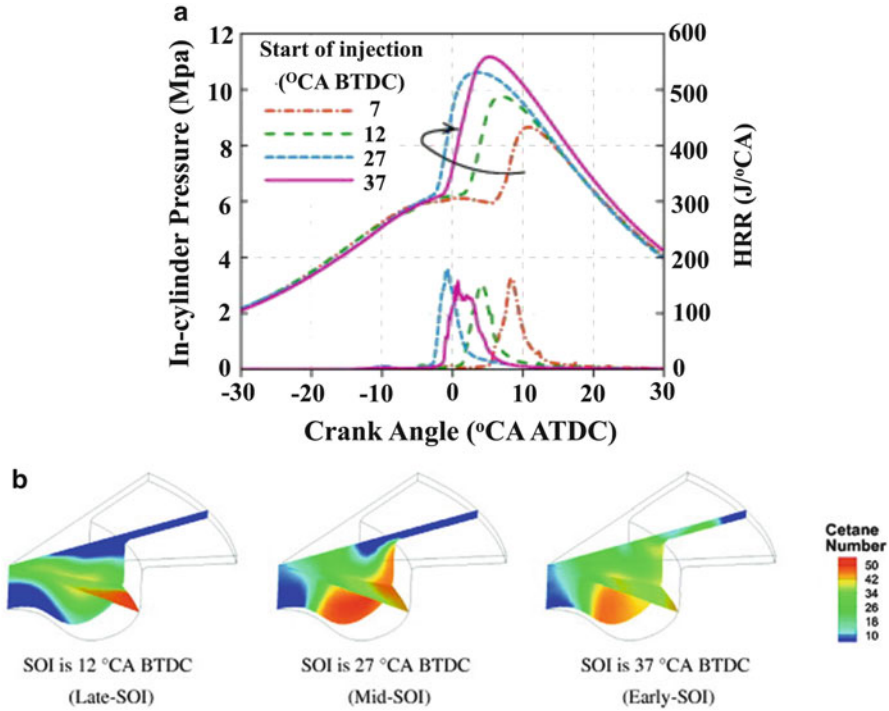 a
Start of injection
(OCA BTDC)
7
12
27
37
In-cylinder Pressure (Mpa)
12
10
8
6
4
2
0
600
500
400
300
200
100
0
HRR (J/°CA)
-30
-20
-10
0
10
20
30
Crank Angle (°CA ATDC)
b
Cetane
Number
50
42
34
26
18
10
SOI is 12 °CA BTDC
(Late-SOI)
SOI is 27 °CA BTDC
(Mid-SOI)
SOI is 37 °CA BTDC
(Early-SOI)